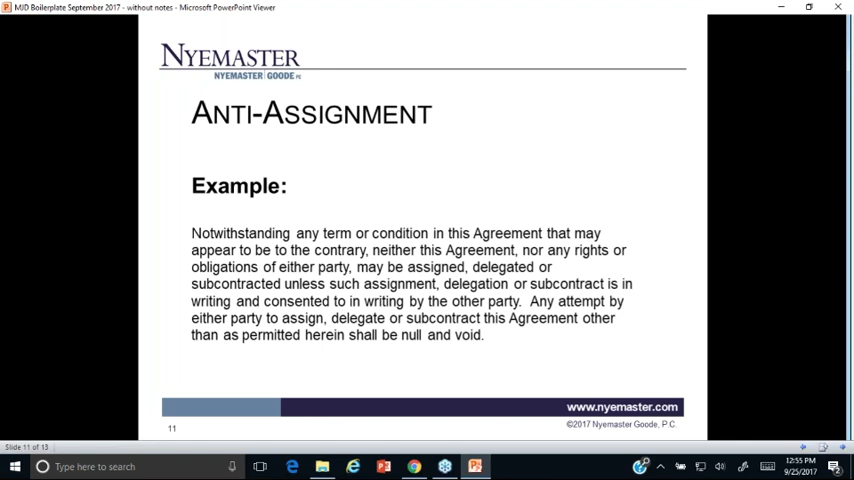 MJD Boilerplate September 2017 - without notes - Microsoft PowerPoint Viewer
NYEMASTER
NYEMASTER | GOODE PC
ANTI-ASSIGNMENT
Example:
Notwithstanding any term or condition in this Agreement that may
appear to be to the contrary, neither this Agreement, nor any rights or
obligations of either party, may be assigned, delegated or
subcontracted unless such assignment, delegation or subcontract is in
writing and consented to in writing by the other party. Any attempt by
either party to assign, delegate or subcontract this Agreement other
than as permitted herein shall be null and void.
www.nyemaster.com
11
©2017 Nyemaster Goode, P.C.
Slide 11 of 13
Type here to search
12:55 PM
9/25/2017
2